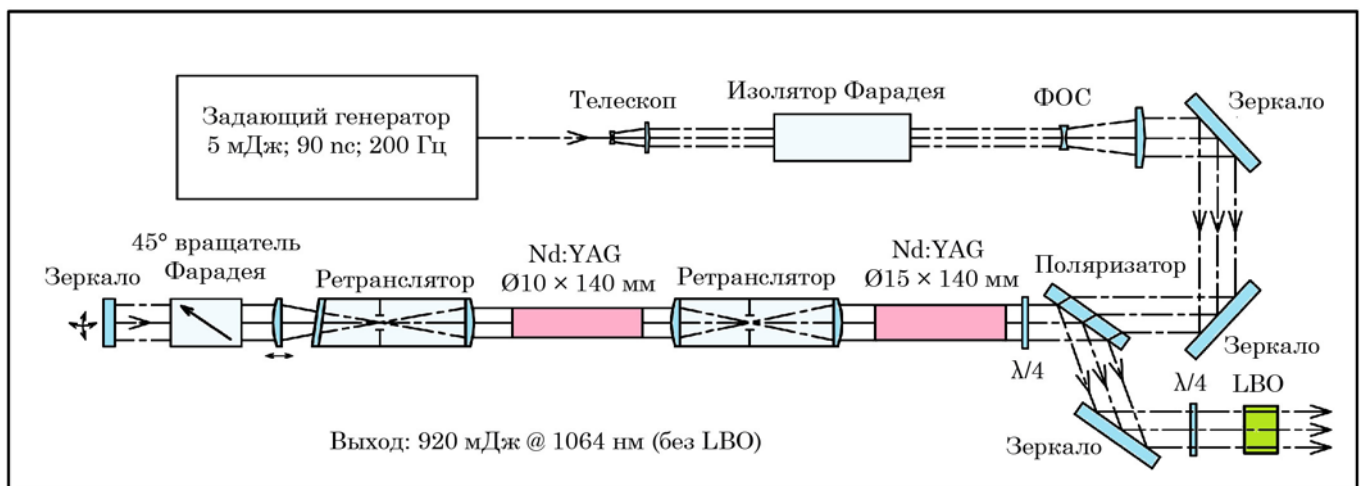 Задающий генератор
5 мДж; 90 пс; 200 Гц
Телескоп
Изолятор Фарадея
ФОС
Зеркало
Зеркало
45° вращатель
Фарадея
Ретранслятор
Nd:YAG
Ø10 × 140 мм
Ретранслятор
Nd:YAG
Ø15 × 140 мм
Поляризатор
λ/4
Зеркало
λ/4
LBO
Зеркало
Выход: 920 мДж @ 1064 нм (без LBO)